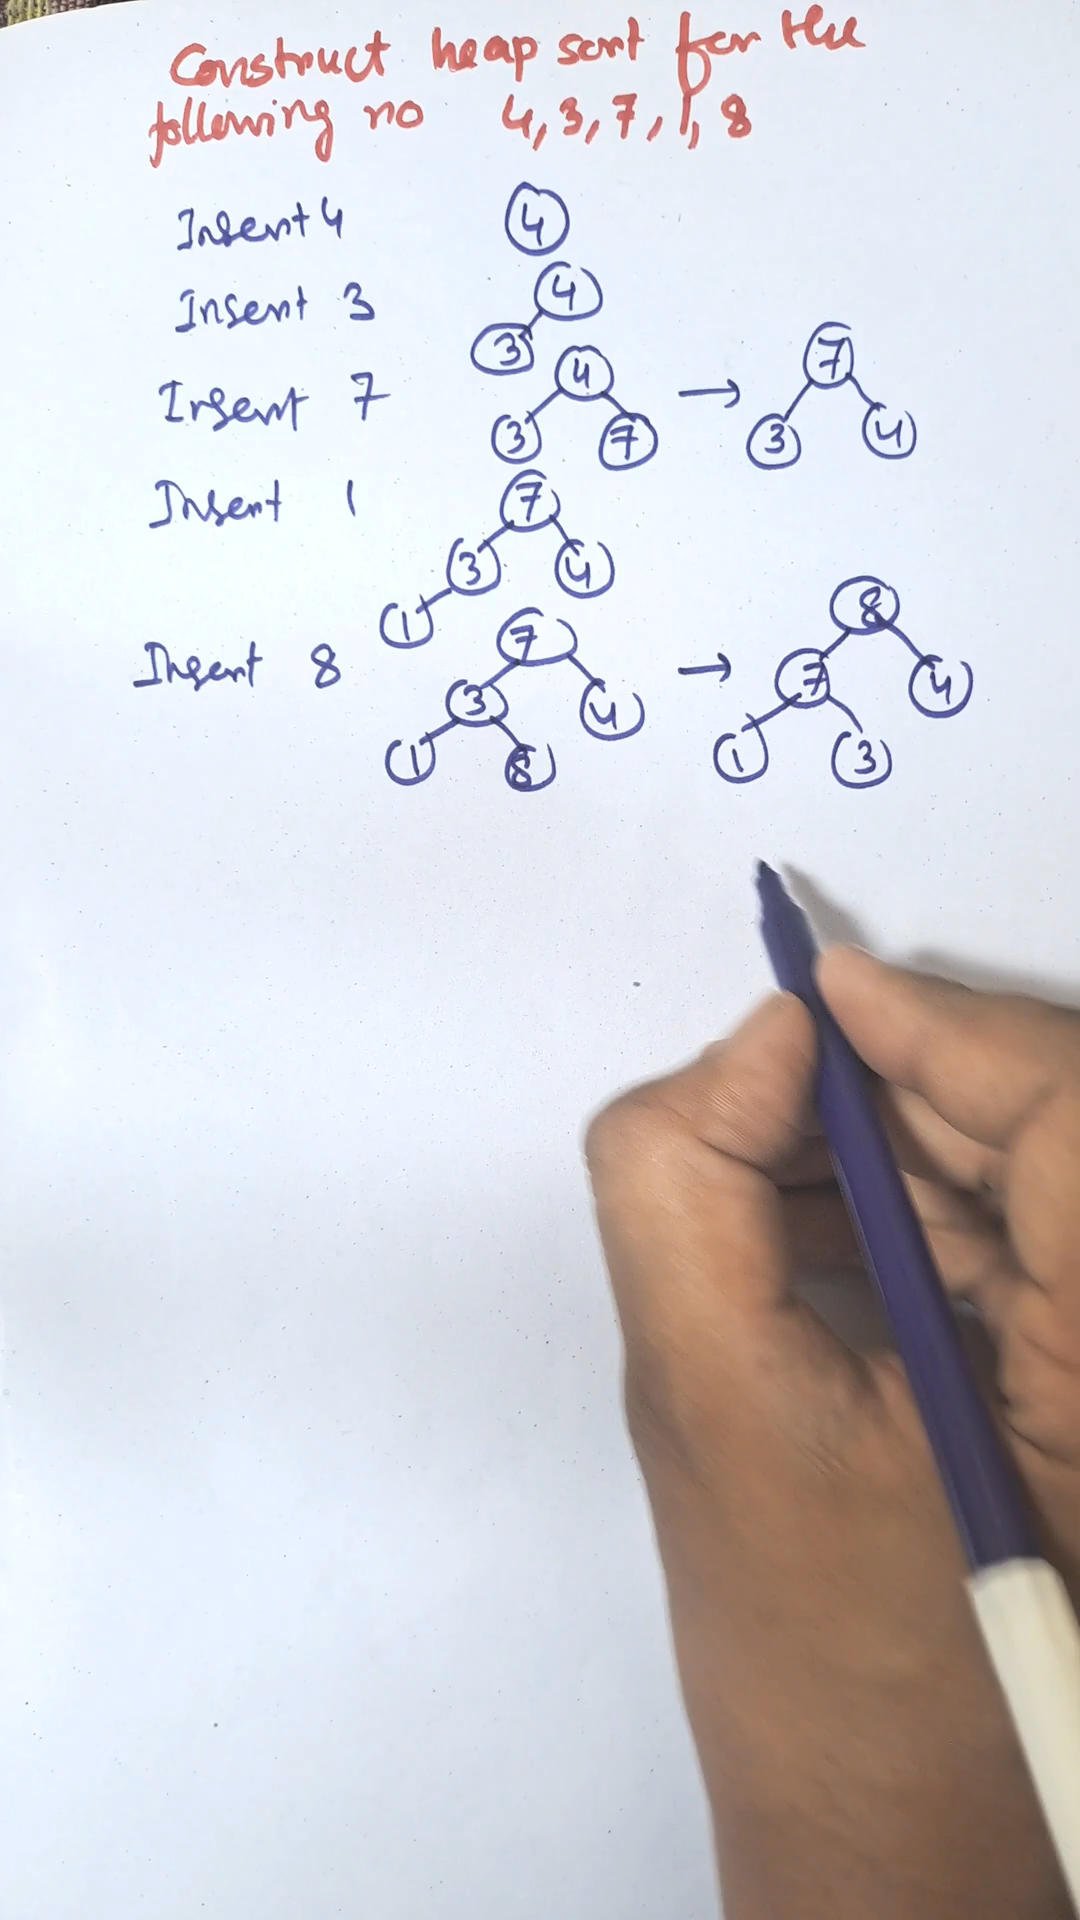 Construct heap sort for the
following no 4, 3, 7, 1, 8
Insert 4
4
Insert 3
4
3
Insert 7
4 → 7
3 7 3 4
Insert 1
7
3 4
1
Insert 8
7 → 8
3 4 7 4
1 8 1 3